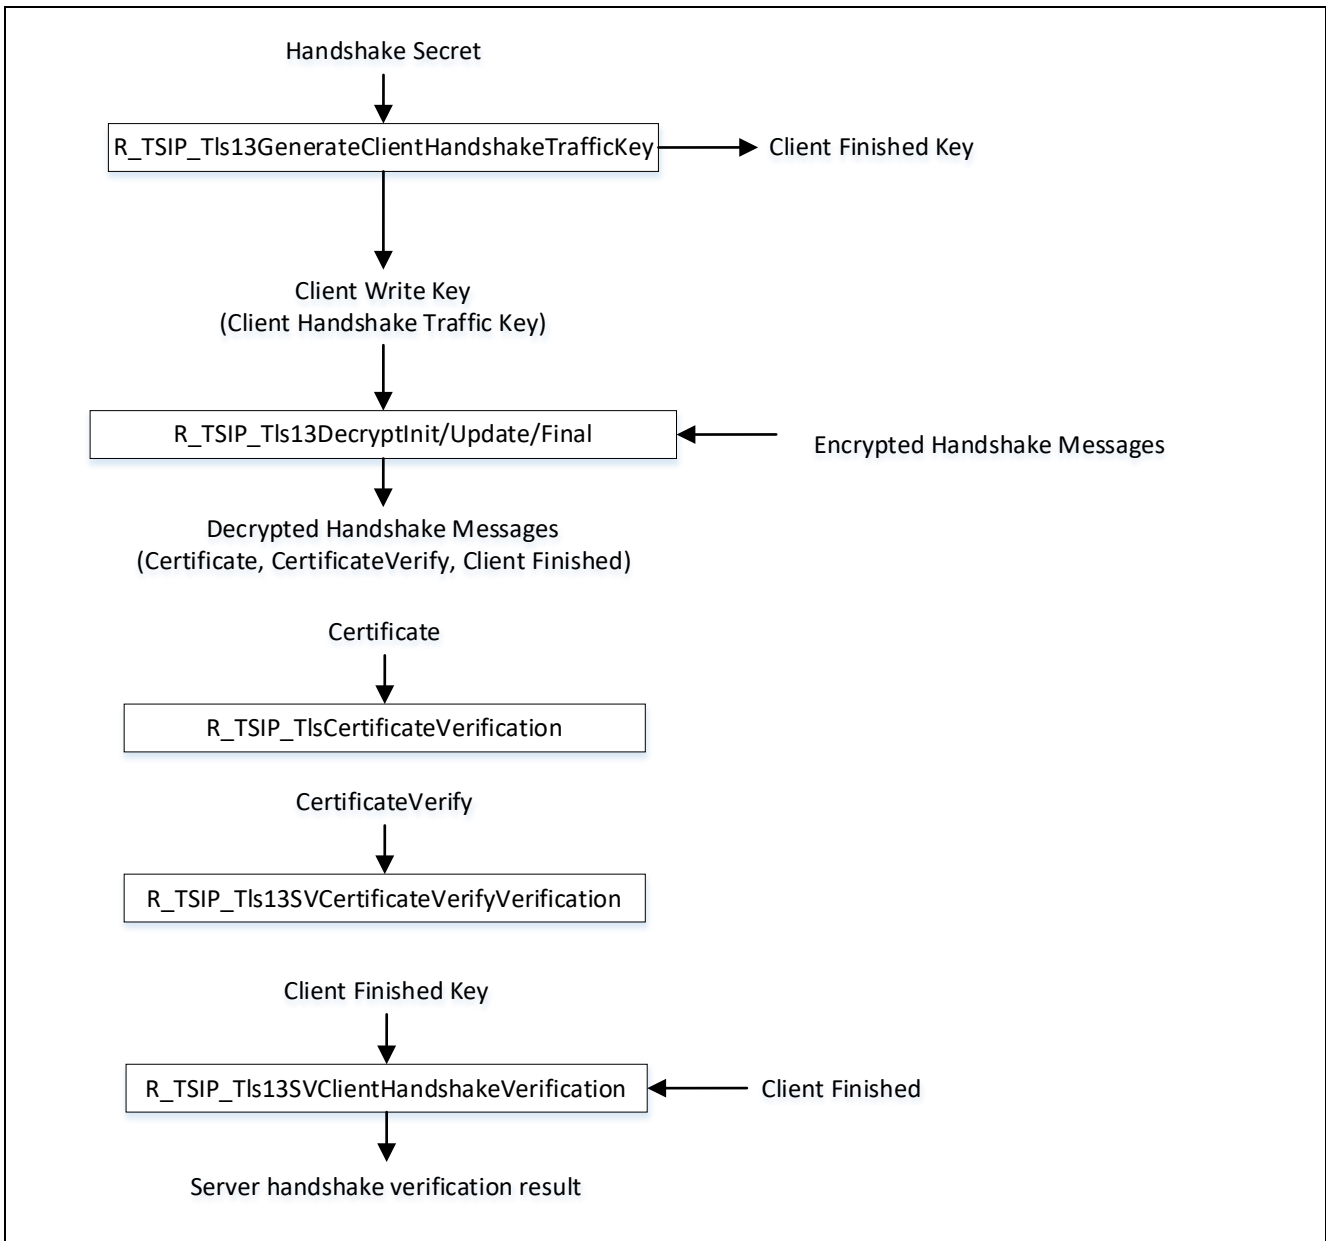 Handshake Secret
R_TSIP_Tls13GenerateClientHandshakeTrafficKey
Client Finished Key
Client Write Key
(Client Handshake Traffic Key)
R_TSIP_Tls13DecryptInit/Update/Final
Encrypted Handshake Messages
Decrypted Handshake Messages
(Certificate, CertificateVerify, Client Finished)
Certificate
R_TSIP_TlsCertificateVerification
CertificateVerify
R_TSIP_Tls13SVCertificateVerifyVerification
Client Finished Key
R_TSIP_Tls13SVClientHandshakeVerification
Client Finished
Server handshake verification result